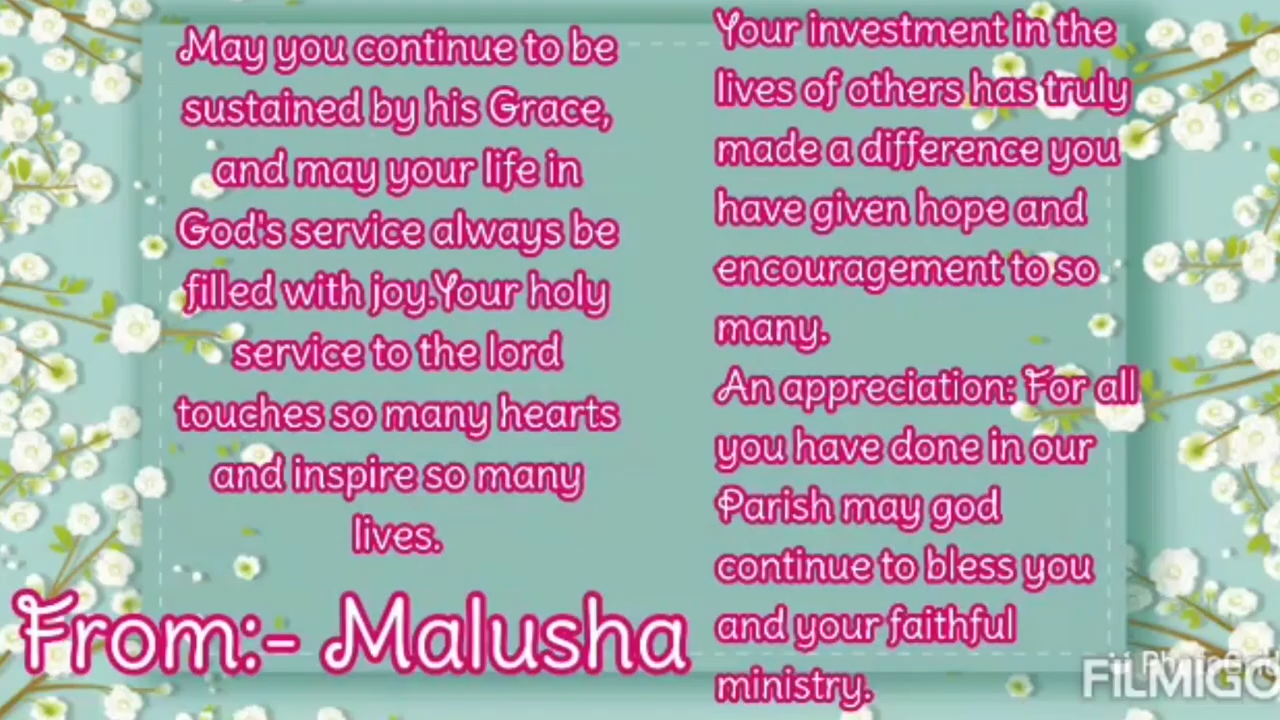 May you continue to be
sustained by his Grace,
and may your life in
God's service always be
filled with joy.Your holy
service to the lord
touches so many hearts
and inspire so many
lives.
From:- Malusha
Your investment in the
lives of others has truly
made a difference you
have given hope and
encouragement to so
many.
An appreciation: For all
you have done in our
Parish may god
continue to bless you
and your faithful
ministry.
FILMIGO